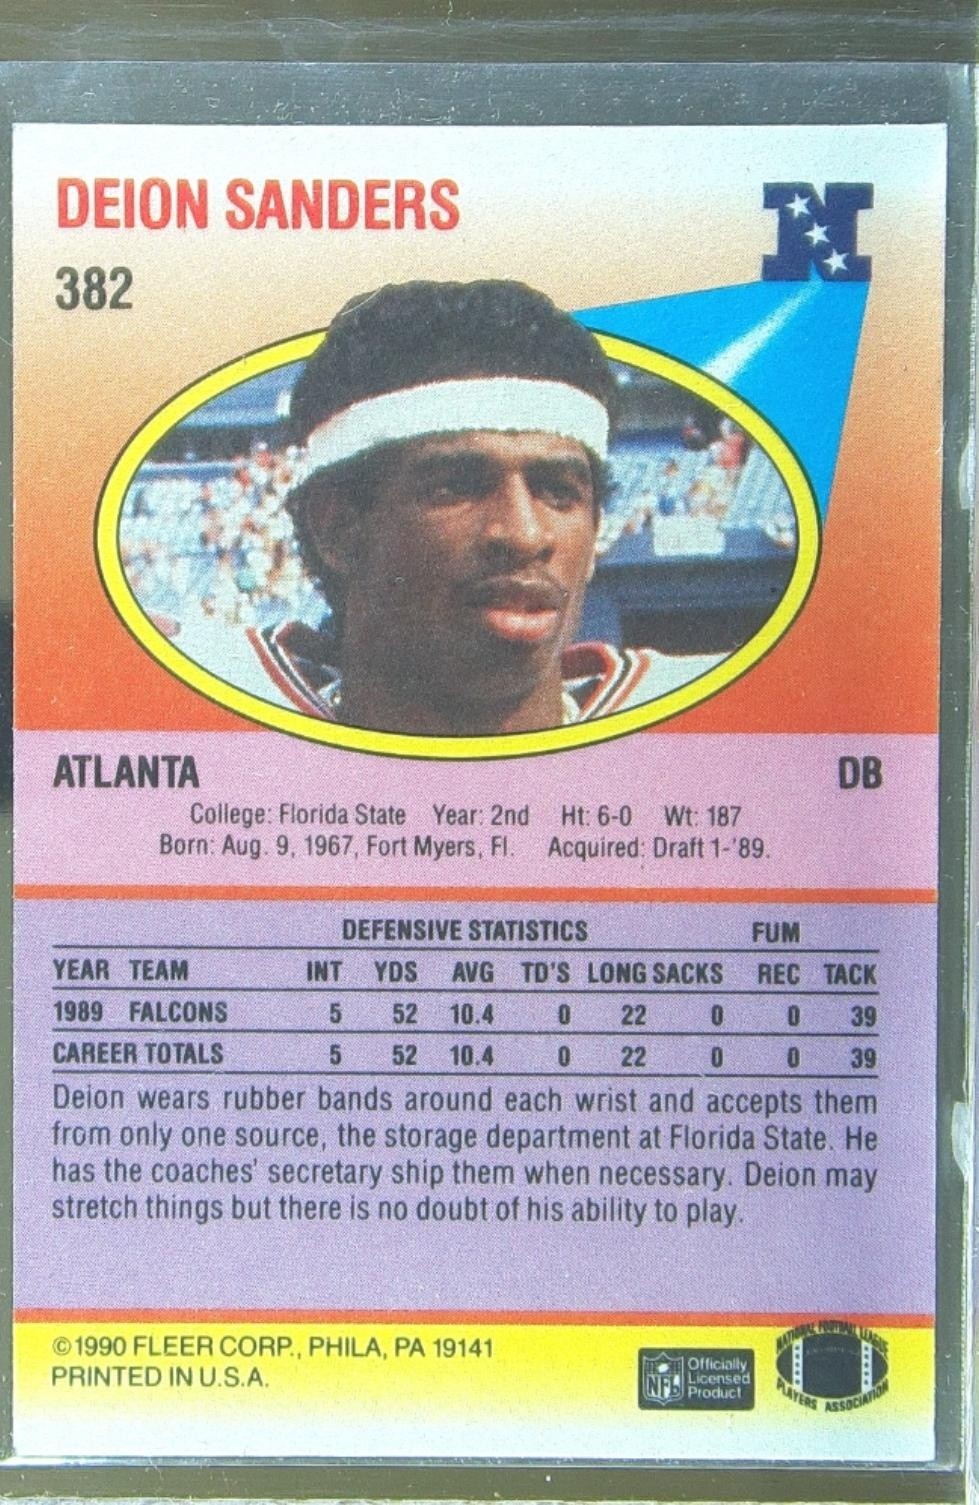 DEION SANDERS
382
N
ATLANTA DB
College: Florida State Year: 2nd Ht: 6-0 Wt: 187
Born: Aug. 9, 1967, Fort Myers, Fl. Acquired: Draft 1-'89.
DEFENSIVE STATISTICS FUM
YEAR TEAM INT YDS AVG TD'S LONG SACKS REC TACK
1989 FALCONS 5 52 10.4 0 22 0 0 39
CAREER TOTALS 5 52 10.4 0 22 0 0 39
Deion wears rubber bands around each wrist and accepts them
from only one source, the storage department at Florida State. He
has the coaches' secretary ship them when necessary. Deion may
stretch things but there is no doubt of his ability to play.
©1990 FLEER CORP., PHILA, PA 19141
PRINTED IN U.S.A.
NFL
Officially
Licensed
Product
NATIONAL FOOTBALL LEAGUE
PLAYERS ASSOCIATION